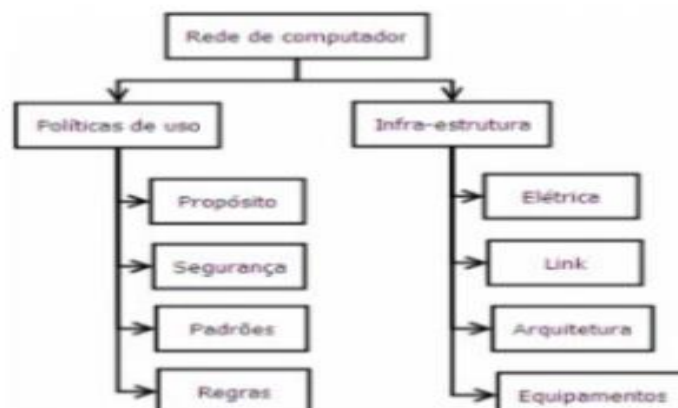 Rede de computador
Políticas de uso
Infra-estrutura
Propósito
Segurança
Padrões
Regras
Elétrica
Link
Arquitetura
Equipamentos